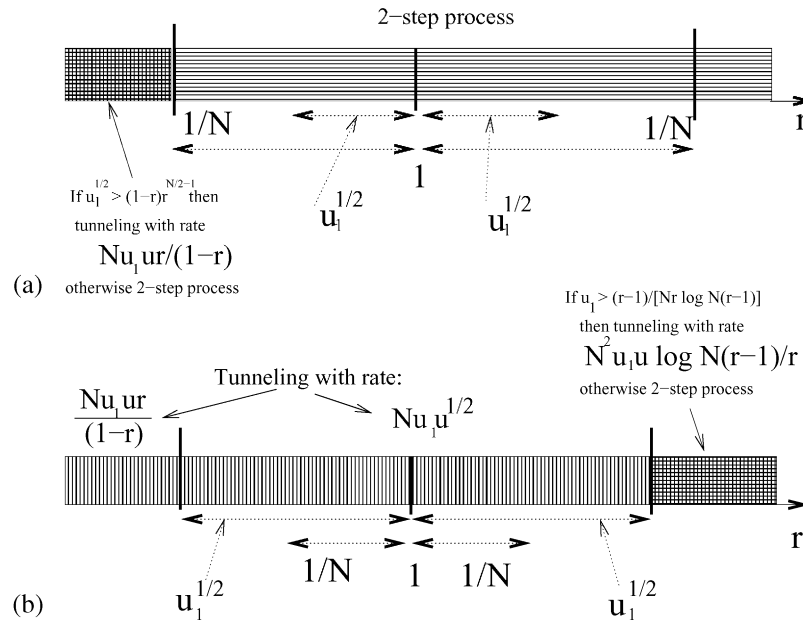 2−step process
r
1/N
1/N
u₁^1/2
1
u₁^1/2
If u₁^1/2 > (1−r)r^N/2−1 then
tunneling with rate
Nu₁ur/(1−r)
otherwise 2−step process
(a)
If u₁ > (r−1)/[Nr log N(r−1)]
then tunneling with rate
N²u₁u log N(r−1)/r
otherwise 2−step process
Tunneling with rate:
Nu₁ur/(1−r)
Nu₁u^1/2
r
u₁^1/2
1/N
1
1/N
u₁^1/2
(b)